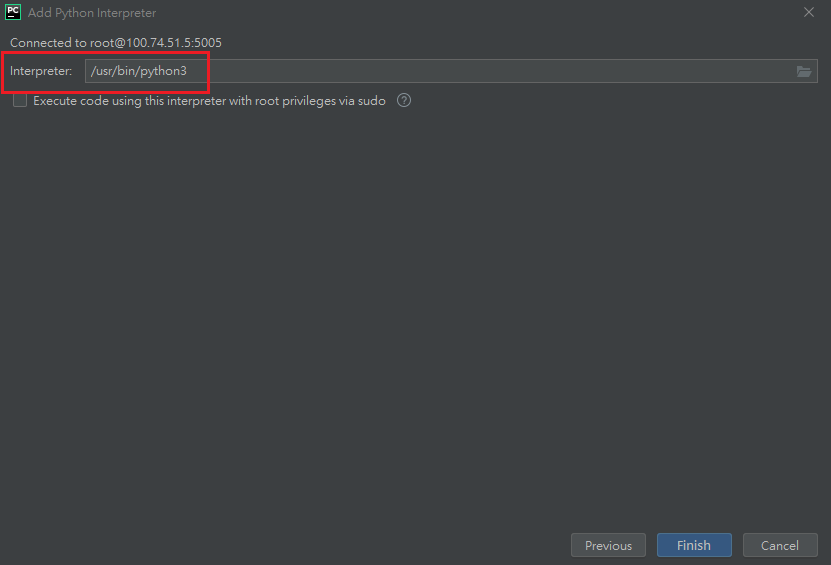 PC Add Python Interpreter
Connected to root@100.74.51.5:5005
Interpreter: /usr/bin/python3
Execute code using this interpreter with root privileges via sudo ?
Previous Finish Cancel